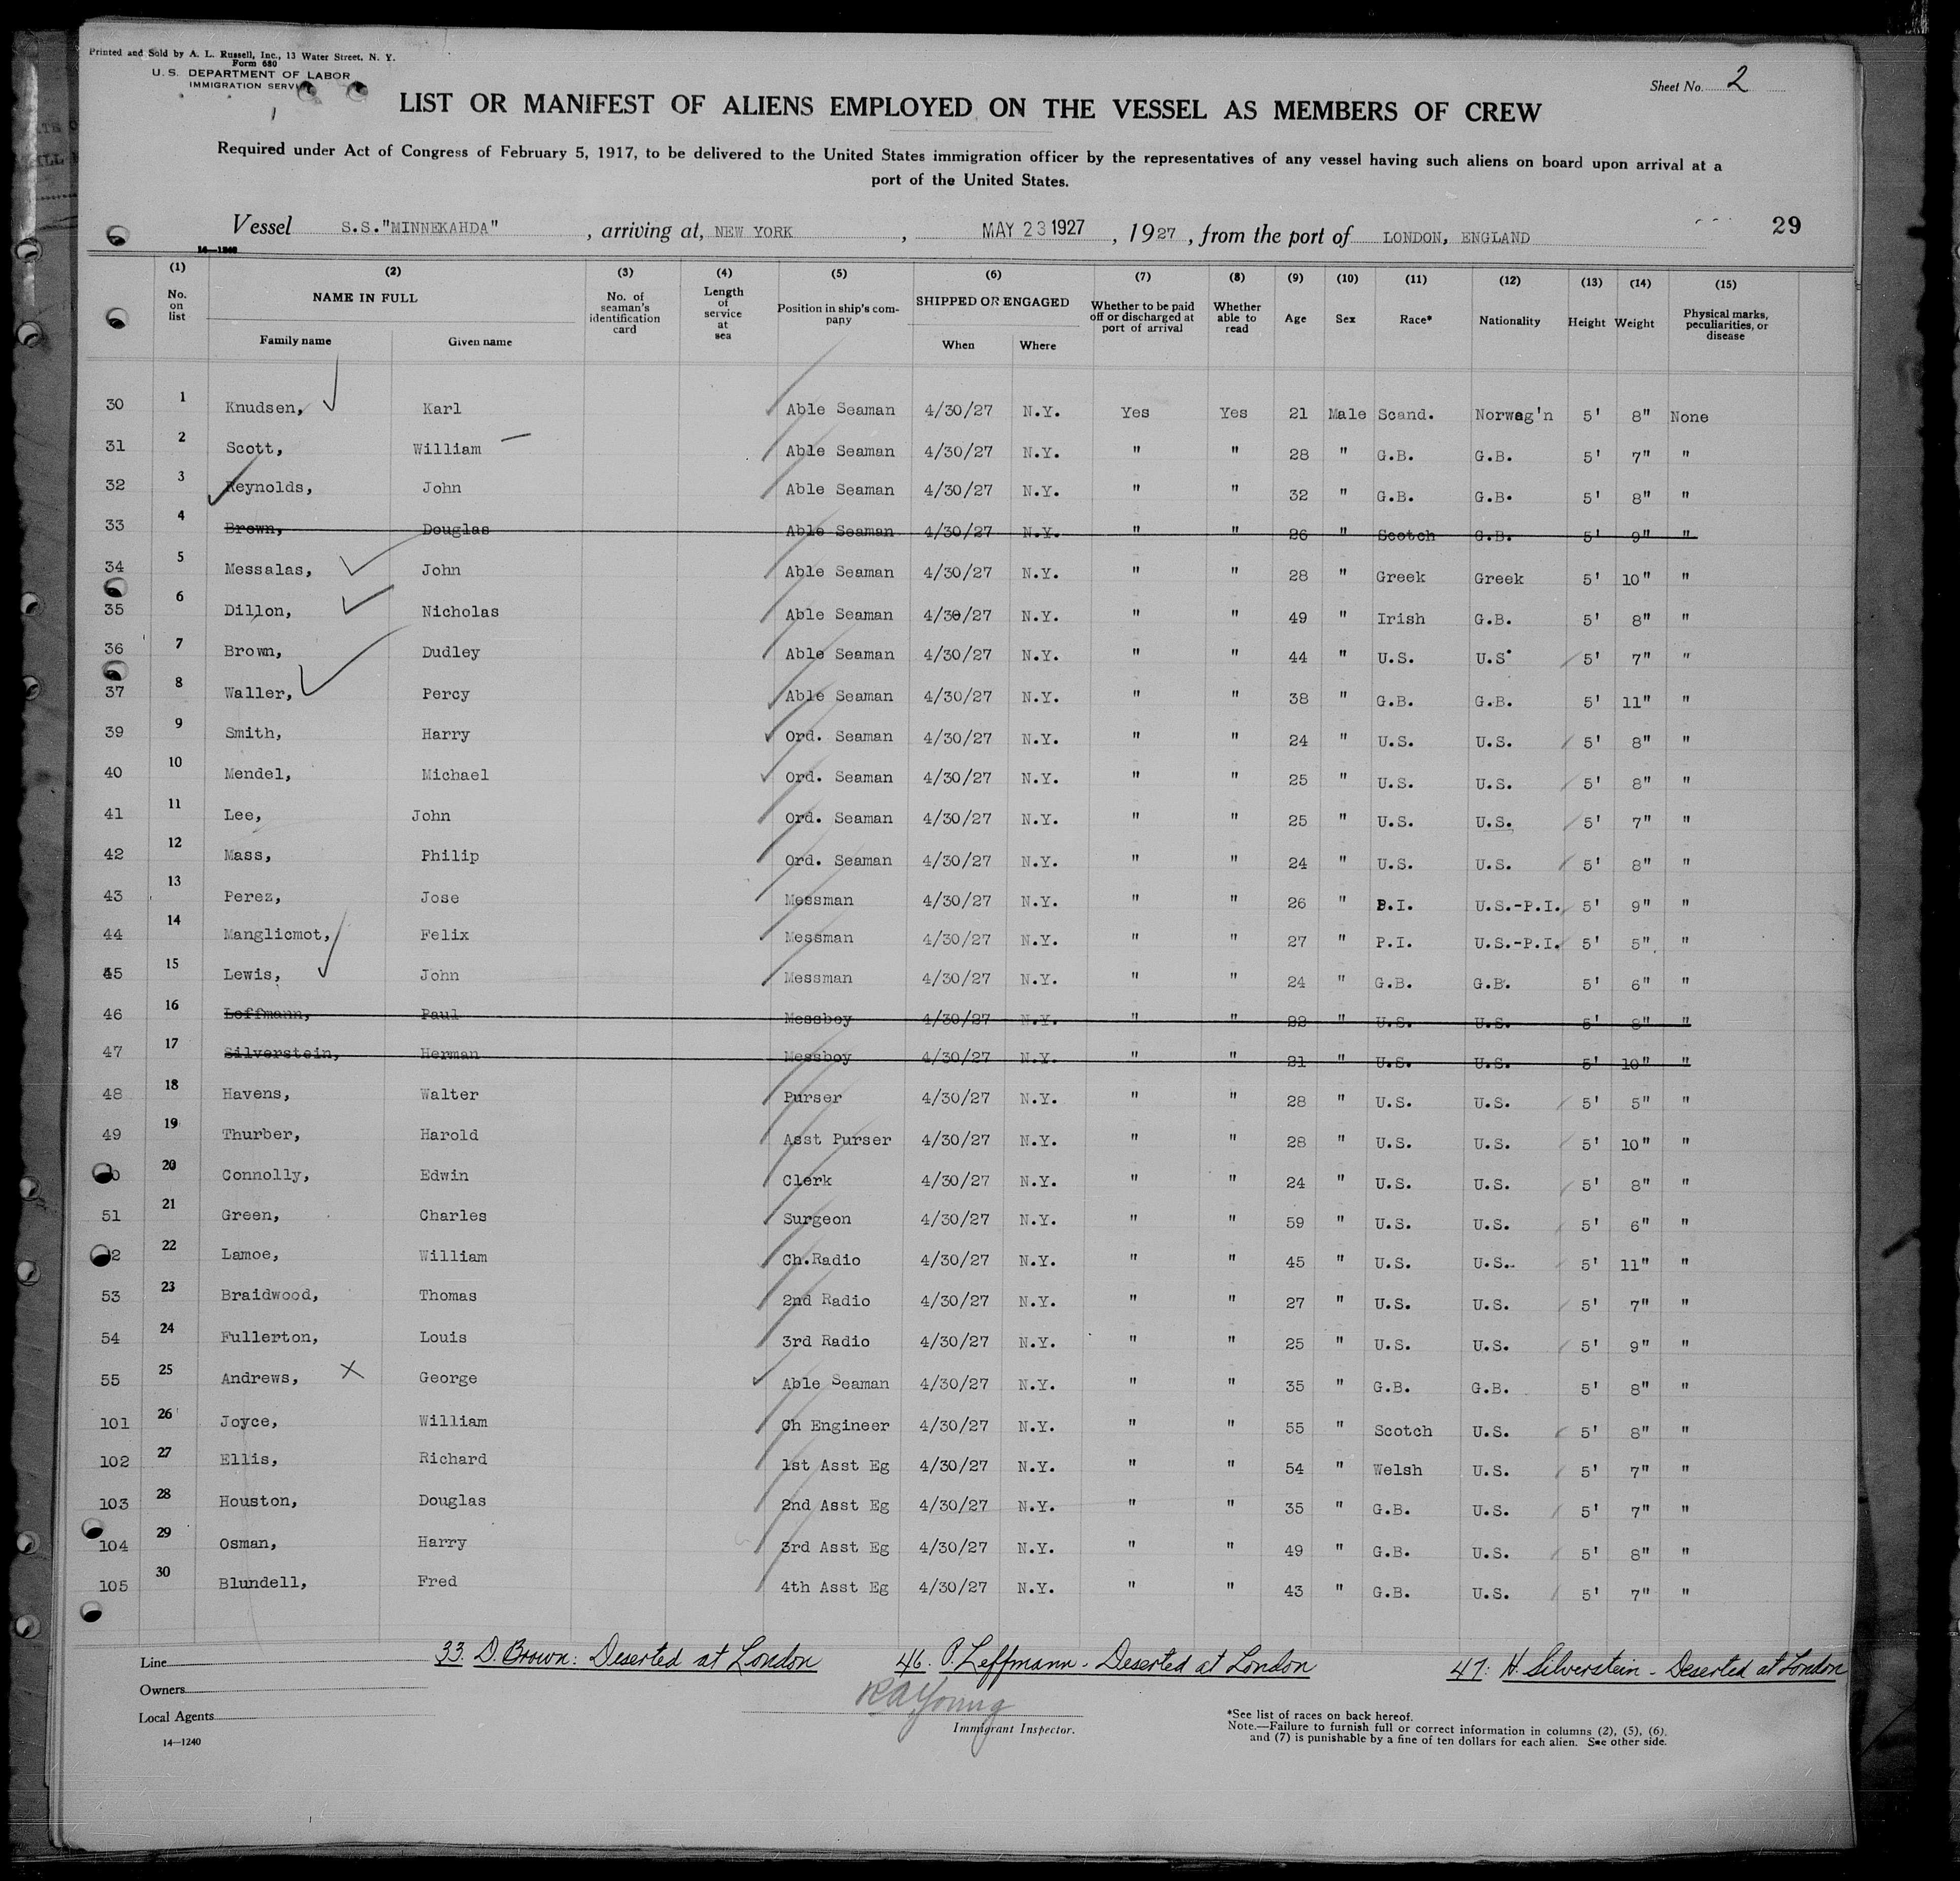 Printed and Sold by A. L. Russell, Inc., 13 Water Street, N. Y.
Form 680
U. S. DEPARTMENT OF LABOR
IMMIGRATION SERVICE
Sheet No. 2
LIST OR MANIFEST OF ALIENS EMPLOYED ON THE VESSEL AS MEMBERS OF CREW
Required under Act of Congress of February 5, 1917, to be delivered to the United States immigration officer by the representatives of any vessel having such aliens on board upon arrival at a
port of the United States.
Vessel S.S."MINNEKAHDA", arriving at, NEW YORK, MAY 23 1927, 1927, from the port of LONDON, ENGLAND 29
(1) (2) (3) (4) (5) (6) (7) (8) (9) (10) (11) (12) (13) (14) (15)
No. on list NAME IN FULL Family name Given name No. of seaman's identification card Length of service at sea Position in ship's company SHIPPED OR ENGAGED When Where Whether to be paid off or discharged at port of arrival Whether able to read Age Sex Race* Nationality Height Weight Physical marks, peculiarities, or disease
30 1 Knudsen, Karl Able Seaman 4/30/27 N.Y. Yes Yes 21 Male Scand. Norwag'n 5' 8" None
31 2 Scott, William Able Seaman 4/30/27 N.Y. " " 28 " G.B. G.B. 5' 7" "
32 3 Reynolds, John Able Seaman 4/30/27 N.Y. " " 32 " G.B. G.B. 5' 8" "
33 4 Brown, Douglas Able Seaman 4/30/27 N.Y. " " 26 " Scotch G.B. 5' 9" "
34 5 Messalas, John Able Seaman 4/30/27 N.Y. " " 28 " Greek Greek 5' 10" "
35 6 Dillon, Nicholas Able Seaman 4/30/27 N.Y. " " 49 " Irish G.B. 5' 8" "
36 7 Brown, Dudley Able Seaman 4/30/27 N.Y. " " 44 " U.S. U.S. 5' 7" "
37 8 Waller, Percy Able Seaman 4/30/27 N.Y. " " 38 " G.B. G.B. 5' 11" "
39 9 Smith, Harry Ord. Seaman 4/30/27 N.Y. " " 24 " U.S. U.S. 5' 8" "
40 10 Mendel, Michael Ord. Seaman 4/30/27 N.Y. " " 25 " U.S. U.S. 5' 8" "
41 11 Lee, John Ord. Seaman 4/30/27 N.Y. " " 25 " U.S. U.S. 5' 7" "
42 12 Mass, Philip Ord. Seaman 4/30/27 N.Y. " " 24 " U.S. U.S. 5' 8" "
43 13 Perez, Jose Messman 4/30/27 N.Y. " " 26 " P.I. U.S.-P.I. 5' 9" "
44 14 Manglicmot, Felix Messman 4/30/27 N.Y. " " 27 " P.I. U.S.-P.I. 5' 5" "
45 15 Lewis, John Messman 4/30/27 N.Y. " " 24 " G.B. G.B. 5' 6" "
46 16 Leffmann, Paul Messboy 4/30/27 N.Y. " " 22 " U.S. U.S. 5' 8" "
47 17 Silverstein, Herman Messboy 4/30/27 N.Y. " " 21 " U.S. U.S. 5' 10" "
48 18 Havens, Walter Purser 4/30/27 N.Y. " " 28 " U.S. U.S. 5' 5" "
49 19 Thurber, Harold Asst Purser 4/30/27 N.Y. " " 28 " U.S. U.S. 5' 10" "
0 20 Connolly, Edwin Clerk 4/30/27 N.Y. " " 24 " U.S. U.S. 5' 8" "
51 21 Green, Charles Surgeon 4/30/27 N.Y. " " 59 " U.S. U.S. 5' 6" "
2 22 Lamoe, William Ch.Radio 4/30/27 N.Y. " " 45 " U.S. U.S. 5' 11" "
53 23 Braidwood, Thomas 2nd Radio 4/30/27 N.Y. " " 27 " U.S. U.S. 5' 7" "
54 24 Fullerton, Louis 3rd Radio 4/30/27 N.Y. " " 25 " U.S. U.S. 5' 9" "
55 25 Andrews, X George Able Seaman 4/30/27 N.Y. " " 35 " G.B. G.B. 5' 8" "
101 26 Joyce, William Ch Engineer 4/30/27 N.Y. " " 55 " Scotch U.S. 5' 8" "
102 27 Ellis, Richard 1st Asst Eg 4/30/27 N.Y. " " 54 " Welsh U.S. 5' 7" "
103 28 Houston, Douglas 2nd Asst Eg 4/30/27 N.Y. " " 35 " G.B. U.S. 5' 7" "
104 29 Osman, Harry 3rd Asst Eg 4/30/27 N.Y. " " 49 " G.B. U.S. 5' 8" "
105 30 Blundell, Fred 4th Asst Eg 4/30/27 N.Y. " " 43 " G.B. U.S. 5' 7" "
33. D. Brown: Deserted at London 46. P. Leffmann - Deserted at London 47: H. Silverstein - Deserted at London
Line
Owners
Local Agents
14—1240
RA Young
Immigrant Inspector.
*See list of races on back hereof.
Note.—Failure to furnish full or correct information in columns (2), (5), (6),
and (7) is punishable by a fine of ten dollars for each alien. See other side.